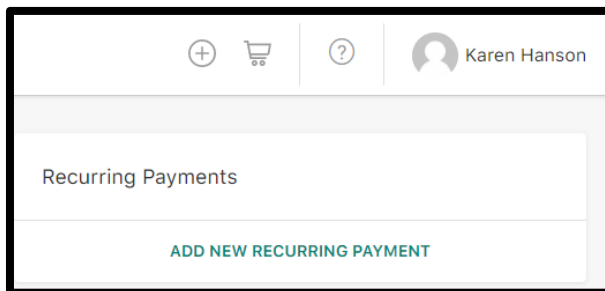 Karen Hanson
Recurring Payments
ADD NEW RECURRING PAYMENT